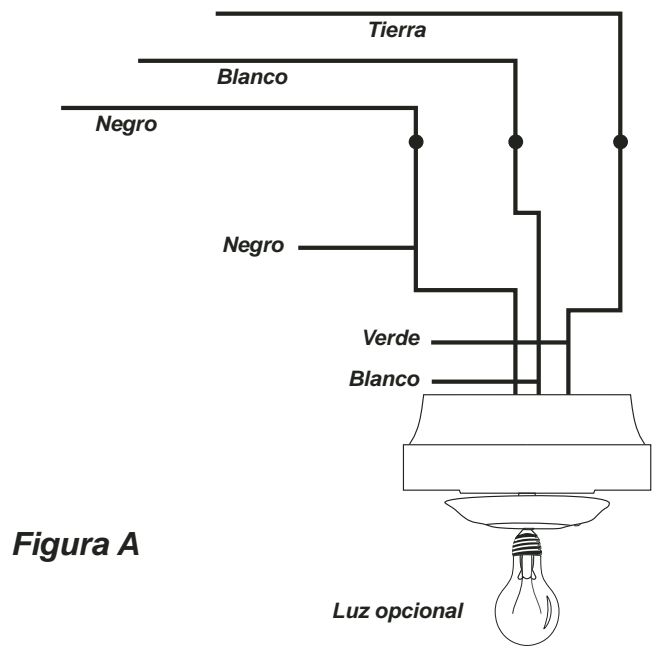 Tierra
Blanco
Negro
Negro
Verde
Blanco
Figura A
Luz opcional